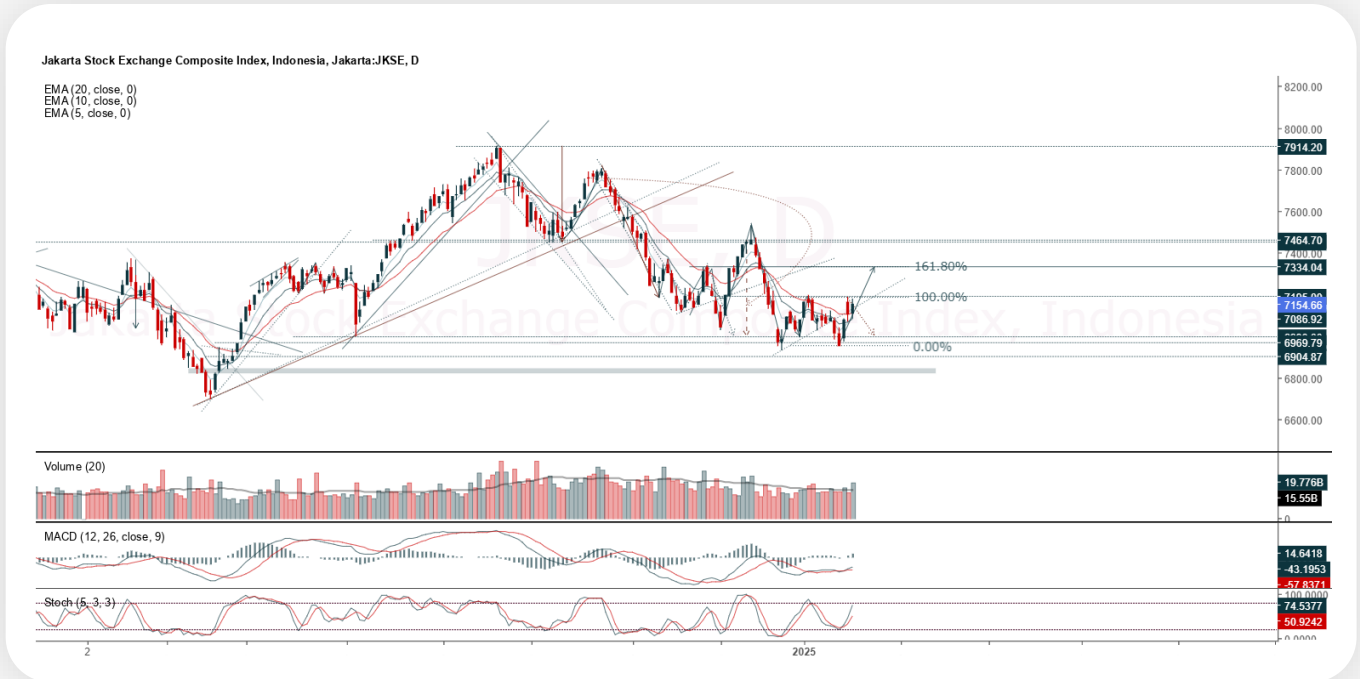 Jakarta Stock Exchange Composite Index, Indonesia, Jakarta:JKSE, D
EMA (20, close, 0)
EMA (10, close, 0)
EMA (5, close, 0)
8200.00
8000.00
7914.20
7800.00
7600.00
7464.70
7400.00
7334.04
161.80%
100.00%
7154.66
7086.92
6969.79
0.00%
6904.87
6800.00
6600.00
JKSE, D
Jakarta Stock Exchange Composite Index, Indonesia
Volume (20)
19.776B
15.55B
0
MACD (12, 26, close, 9)
14.6418
-43.1953
-57.8371
Stoch (5, 3, 3)
100.0000
74.5377
50.9242
0.0000
2
2025